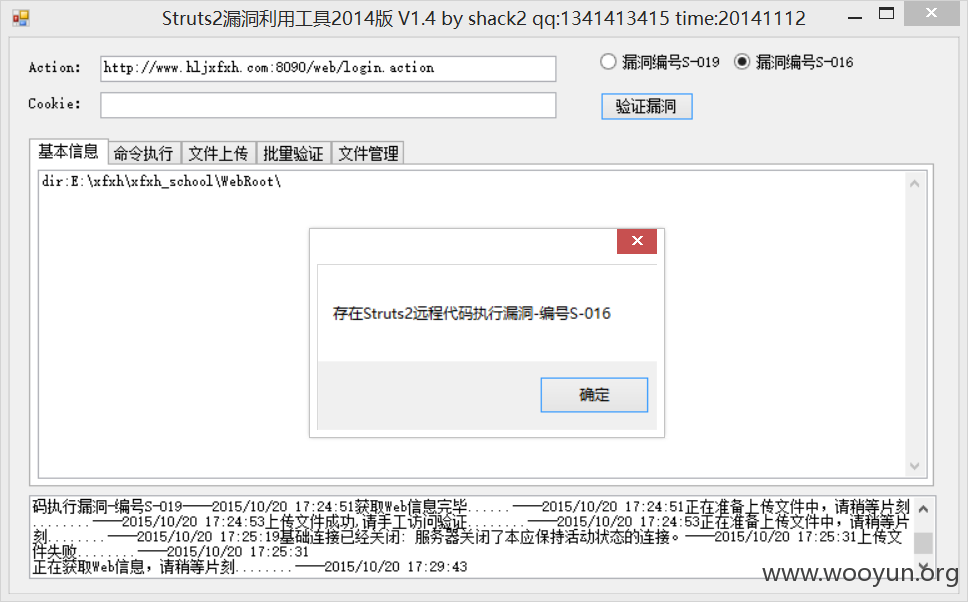 Struts2漏洞利用工具2014版 V1.4 by shack2 qq:1341413415 time:20141112
Action: http://www.hljxfxh.com:8090/web/login.action 漏洞编号S-019 漏洞编号S-016
Cookie: 验证漏洞
基本信息 命令执行 文件上传 批量验证 文件管理
dir:E:\xfxh\xfxh_school\WebRoot\
存在Struts2远程代码执行漏洞-编号S-016
确定
码执行漏洞-编号S-019——2015/10/20 17:24:51获取Web信息完毕......——2015/10/20 17:24:51正在准备上传文件中，请稍等片刻
........——2015/10/20 17:24:53上传文件成功,请手工访问验证........——2015/10/20 17:24:53正在准备上传文件中，请稍等片
刻........——2015/10/20 17:25:19基础连接已经关闭: 服务器关闭了本应保持活动状态的连接。——2015/10/20 17:25:31上传文
件失败........——2015/10/20 17:25:31
正在获取Web信息，请稍等片刻........——2015/10/20 17:29:43
www.wooyun.org